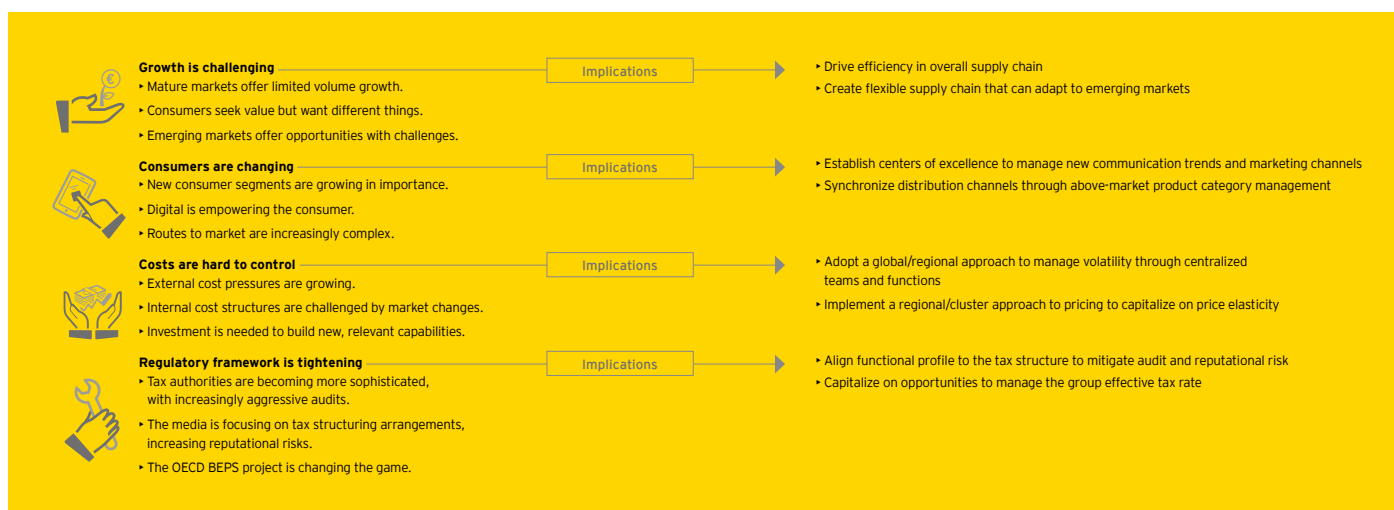 Growth is challenging
‣ Mature markets offer limited volume growth.
‣ Consumers seek value but want different things.
‣ Emerging markets offer opportunities with challenges.
Implications
‣ Drive efficiency in overall supply chain
‣ Create flexible supply chain that can adapt to emerging markets
Consumers are changing
‣ New consumer segments are growing in importance.
‣ Digital is empowering the consumer.
‣ Routes to market are increasingly complex.
Implications
‣ Establish centers of excellence to manage new communication trends and marketing channels
‣ Synchronize distribution channels through above-market product category management
Costs are hard to control
‣ External cost pressures are growing.
‣ Internal cost structures are challenged by market changes.
‣ Investment is needed to build new, relevant capabilities.
Implications
‣ Adopt a global/regional approach to manage volatility through centralized
teams and functions
‣ Implement a regional/cluster approach to pricing to capitalize on price elasticity
Regulatory framework is tightening
‣ Tax authorities are becoming more sophisticated,
with increasingly aggressive audits.
‣ The media is focusing on tax structuring arrangements,
increasing reputational risks.
‣ The OECD BEPS project is changing the game.
Implications
‣ Align functional profile to the tax structure to mitigate audit and reputational risk
‣ Capitalize on opportunities to manage the group effective tax rate
€